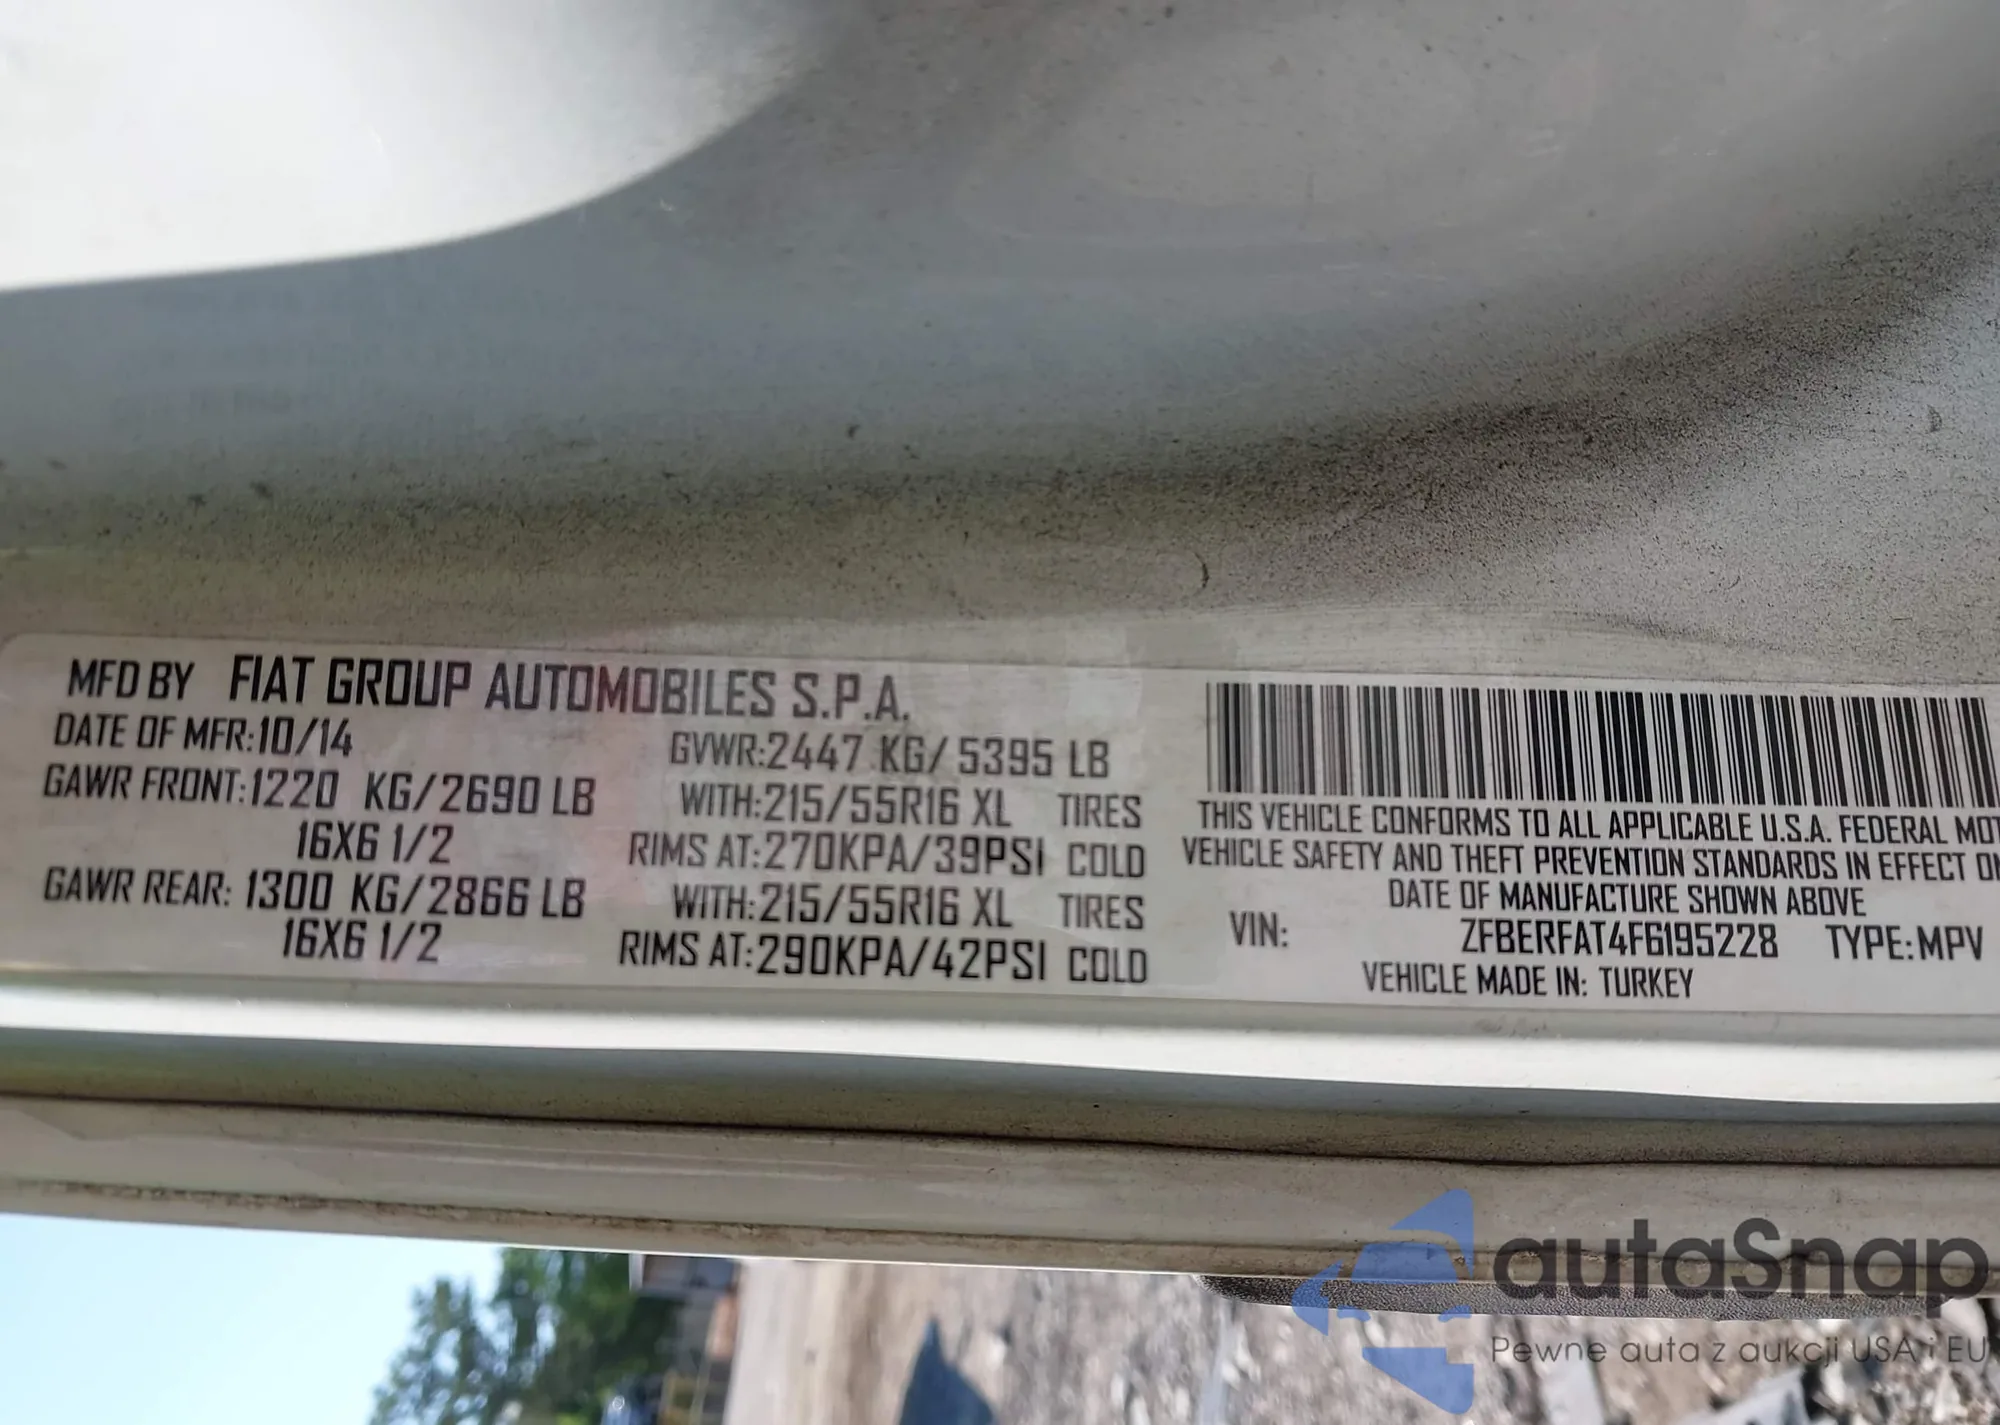 MFD BY FIAT GROUP AUTOMOBILES S.P.A.
DATE OF MFR:10/14 GVWR:2447 KG/ 5395 LB
GAWR FRONT:1220 KG/2690 LB WITH:215/55R16 XL TIRES
16X6 1/2 RIMS AT:270KPA/39PSI COLD
GAWR REAR: 1300 KG/2866 LB WITH:215/55R16 XL TIRES
16X6 1/2 RIMS AT:290KPA/42PSI COLD
THIS VEHICLE CONFORMS TO ALL APPLICABLE U.S.A. FEDERAL MOT
VEHICLE SAFETY AND THEFT PREVENTION STANDARDS IN EFFECT ON
DATE OF MANUFACTURE SHOWN ABOVE
VIN: ZFBERFAT4F6195228 TYPE:MPV
VEHICLE MADE IN: TURKEY
autaSnap
Pewne auta z aukcji USA i EU